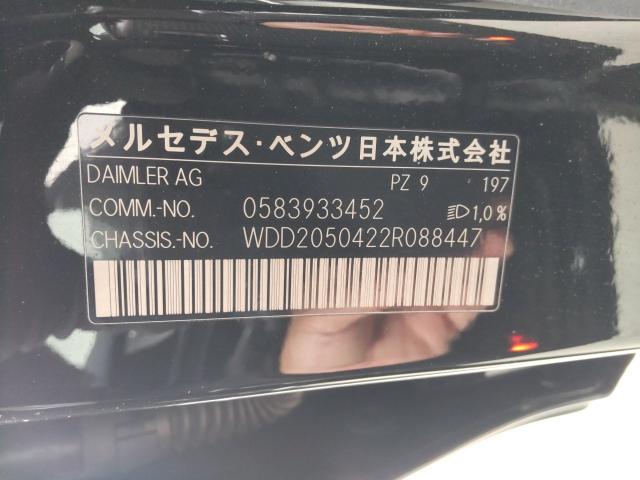 メルセデス・ベンツ日本株式会社
DAIMLER AG PZ 9 197
COMM.-NO. 0583933452 1,0%
CHASSIS.-NO. WDD2050422R088447